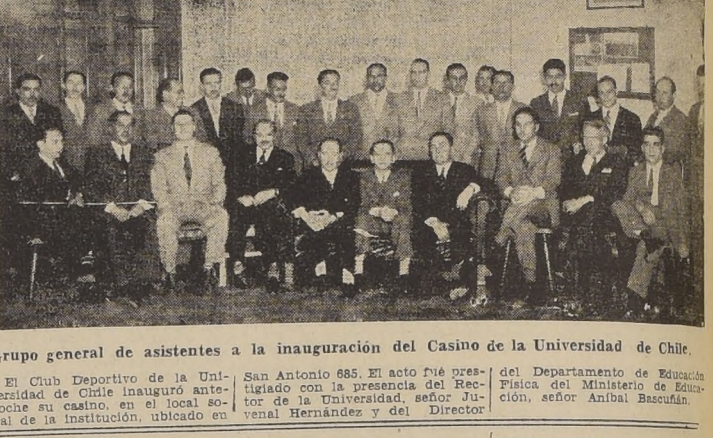 rupo general de asistentes a la inauguración del Casino de la Universidad de Chile.
El Club Deportivo de la Uni-
ersidad de Chile inauguró ante-
oche su casino, en el local so-
al de la institución, ubicado en
San Antonio 685. El acto fué pres-
tigiado con la presencia del Rec-
tor de la Universidad, señor Ju-
venal Hernández y del Director
del Departamento de Educación
Física del Ministerio de Educa-
ción, señor Aníbal Bascuñán.